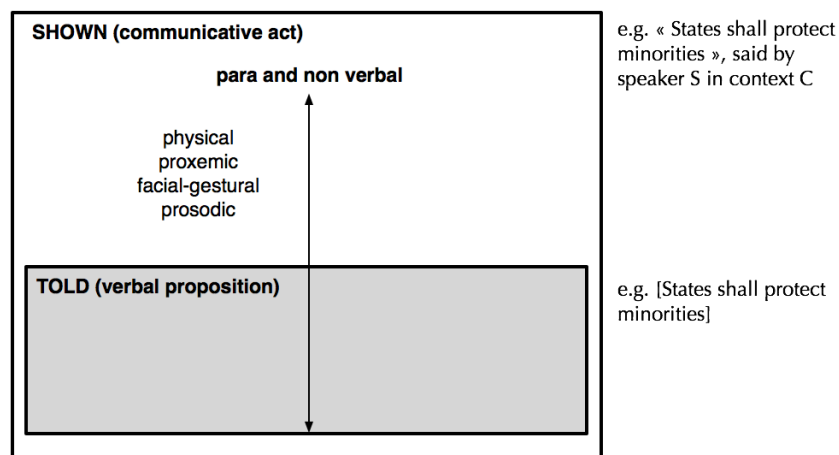 SHOWN (communicative act)
para and non verbal
physical
proxemic
facial-gestural
prosodic
TOLD (verbal proposition)
e.g. « States shall protect
minorities », said by
speaker S in context C
e.g. [States shall protect
minorities]